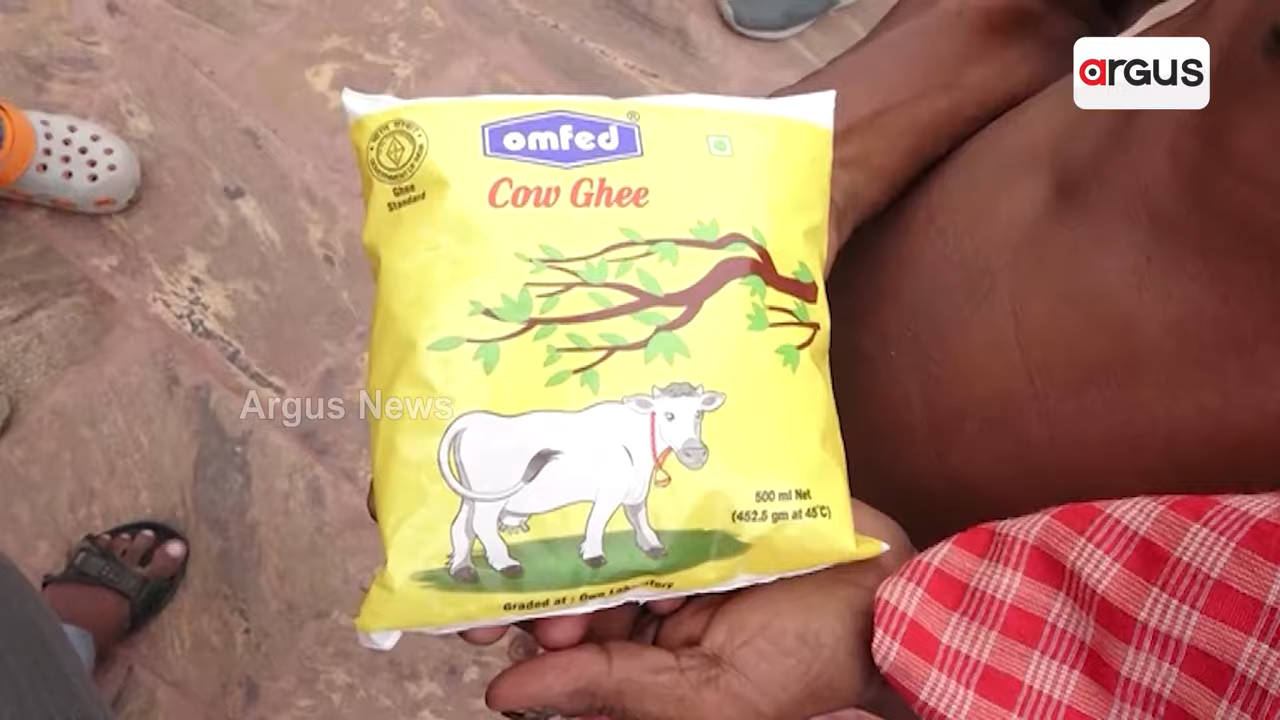 argus
omfed®
Cow Ghee
Ghee
Standard
Argus News
500 ml Net
(452.5 gm at 45°C)
Graded at : Own Laboratory